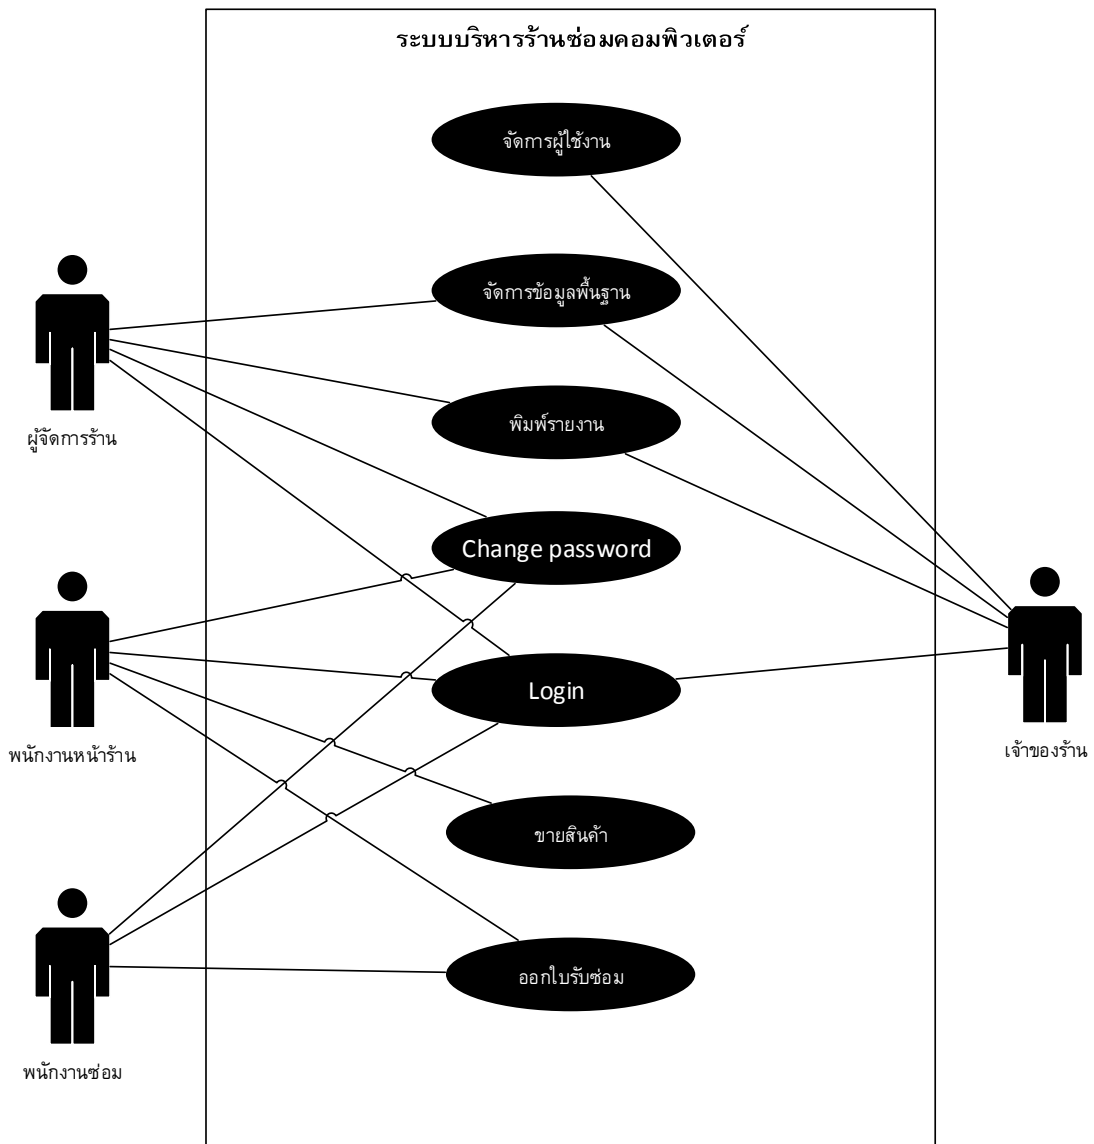 ระบบบริหารร้านซ่อมคอมพิวเตอร์
จัดการผู้ใช้งาน
จัดการข้อมูลพื้นฐาน
ผู้จัดการร้าน
พิมพ์รายงาน
Change password
พนักงานหน้าร้าน
Login
เจ้าของร้าน
ขายสินค้า
ออกใบรับซ่อม
พนักงานซ่อม